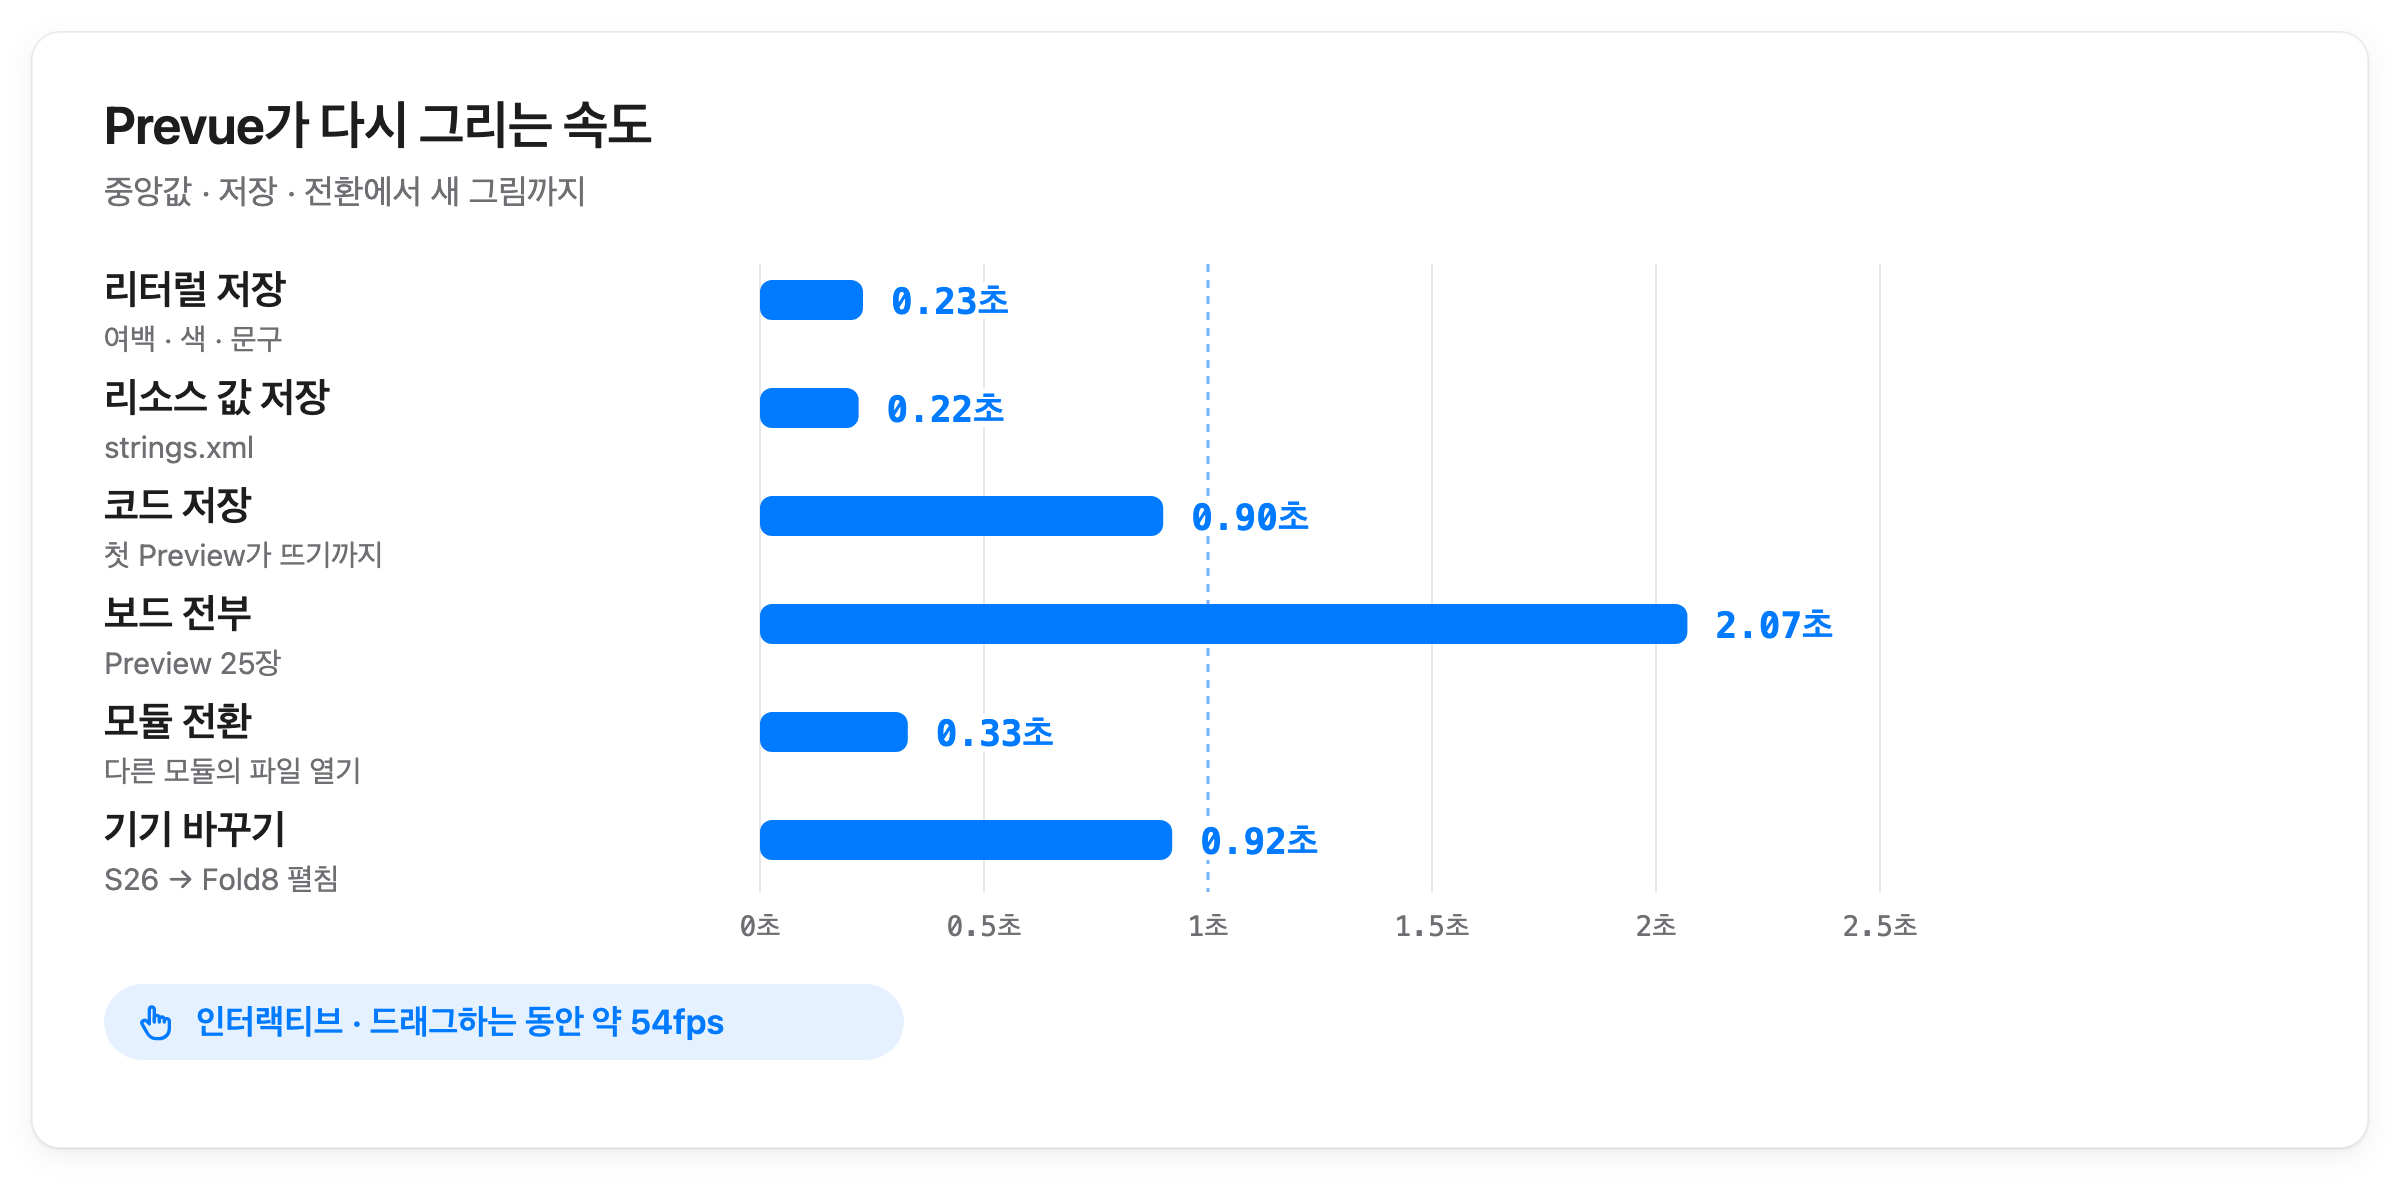 Prevue가 다시 그리는 속도
중앙값 · 저장 · 전환에서 새 그림까지
리터럴 저장
0.23초
여백 · 색 · 문구
리소스 값 저장
0.22초
strings.xml
코드 저장
0.90초
첫 Preview가 뜨기까지
보드 전부
2.07초
Preview 25장
모듈 전환
0.33초
다른 모듈의 파일 열기
기기 바꾸기
0.92초
S26 → Fold8 펼침
0초 0.5초 1초 1.5초 2초 2.5초
인터랙티브 · 드래그하는 동안 약 54fps